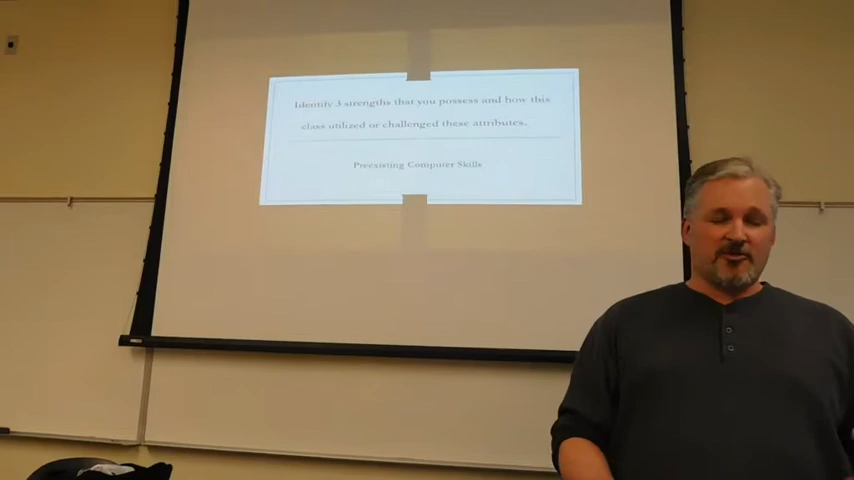 Identify 3 strengths that you possess and how this
class utilized or challenged these attributes.
Preexisting Computer Skills